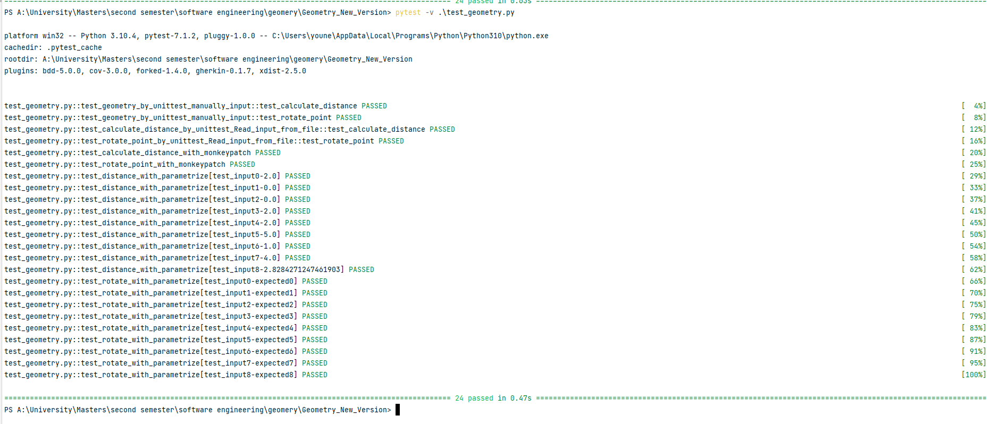 ============================================================================================================= 24 passed in 0.63s =============================================================================================================
PS A:\University\Masters\second semester\software engineering\geomery\Geometry_New_Version> pytest -v .\test_geometry.py
platform win32 -- Python 3.10.4, pytest-7.1.2, pluggy-1.0.0 -- C:\Users\youne\AppData\Local\Programs\Python\Python310\python.exe
cachedir: .pytest_cache
rootdir: A:\University\Masters\second semester\software engineering\geomery\Geometry_New_Version
plugins: bdd-5.0.0, cov-3.0.0, forked-1.4.0, gherkin-0.1.7, xdist-2.5.0
test_geometry.py::test_geometry_by_unittest_manually_input::test_calculate_distance PASSED [  4%]
test_geometry.py::test_geometry_by_unittest_manually_input::test_rotate_point PASSED [  8%]
test_geometry.py::test_calculate_distance_by_unittest_Read_input_from_file::test_calculate_distance PASSED [ 12%]
test_geometry.py::test_rotate_point_by_unittest_Read_input_from_file::test_rotate_point PASSED [ 16%]
test_geometry.py::test_calculate_distance_with_monkeypatch PASSED [ 20%]
test_geometry.py::test_rotate_point_with_monkeypatch PASSED [ 25%]
test_geometry.py::test_distance_with_parametrize[test_input0-2.0] PASSED [ 29%]
test_geometry.py::test_distance_with_parametrize[test_input1-0.0] PASSED [ 33%]
test_geometry.py::test_distance_with_parametrize[test_input2-0.0] PASSED [ 37%]
test_geometry.py::test_distance_with_parametrize[test_input3-2.0] PASSED [ 41%]
test_geometry.py::test_distance_with_parametrize[test_input4-2.0] PASSED [ 45%]
test_geometry.py::test_distance_with_parametrize[test_input5-5.0] PASSED [ 50%]
test_geometry.py::test_distance_with_parametrize[test_input6-1.0] PASSED [ 54%]
test_geometry.py::test_distance_with_parametrize[test_input7-4.0] PASSED [ 58%]
test_geometry.py::test_distance_with_parametrize[test_input8-2.8284271247461903] PASSED [ 62%]
test_geometry.py::test_rotate_with_parametrize[test_input0-expected0] PASSED [ 66%]
test_geometry.py::test_rotate_with_parametrize[test_input1-expected1] PASSED [ 70%]
test_geometry.py::test_rotate_with_parametrize[test_input2-expected2] PASSED [ 75%]
test_geometry.py::test_rotate_with_parametrize[test_input3-expected3] PASSED [ 79%]
test_geometry.py::test_rotate_with_parametrize[test_input4-expected4] PASSED [ 83%]
test_geometry.py::test_rotate_with_parametrize[test_input5-expected5] PASSED [ 87%]
test_geometry.py::test_rotate_with_parametrize[test_input6-expected6] PASSED [ 91%]
test_geometry.py::test_rotate_with_parametrize[test_input7-expected7] PASSED [ 95%]
test_geometry.py::test_rotate_with_parametrize[test_input8-expected8] PASSED [100%]
========================================================================================================= 24 passed in 0.47s ==========================================================================================================
PS A:\University\Masters\second semester\software engineering\geomery\Geometry_New_Version>